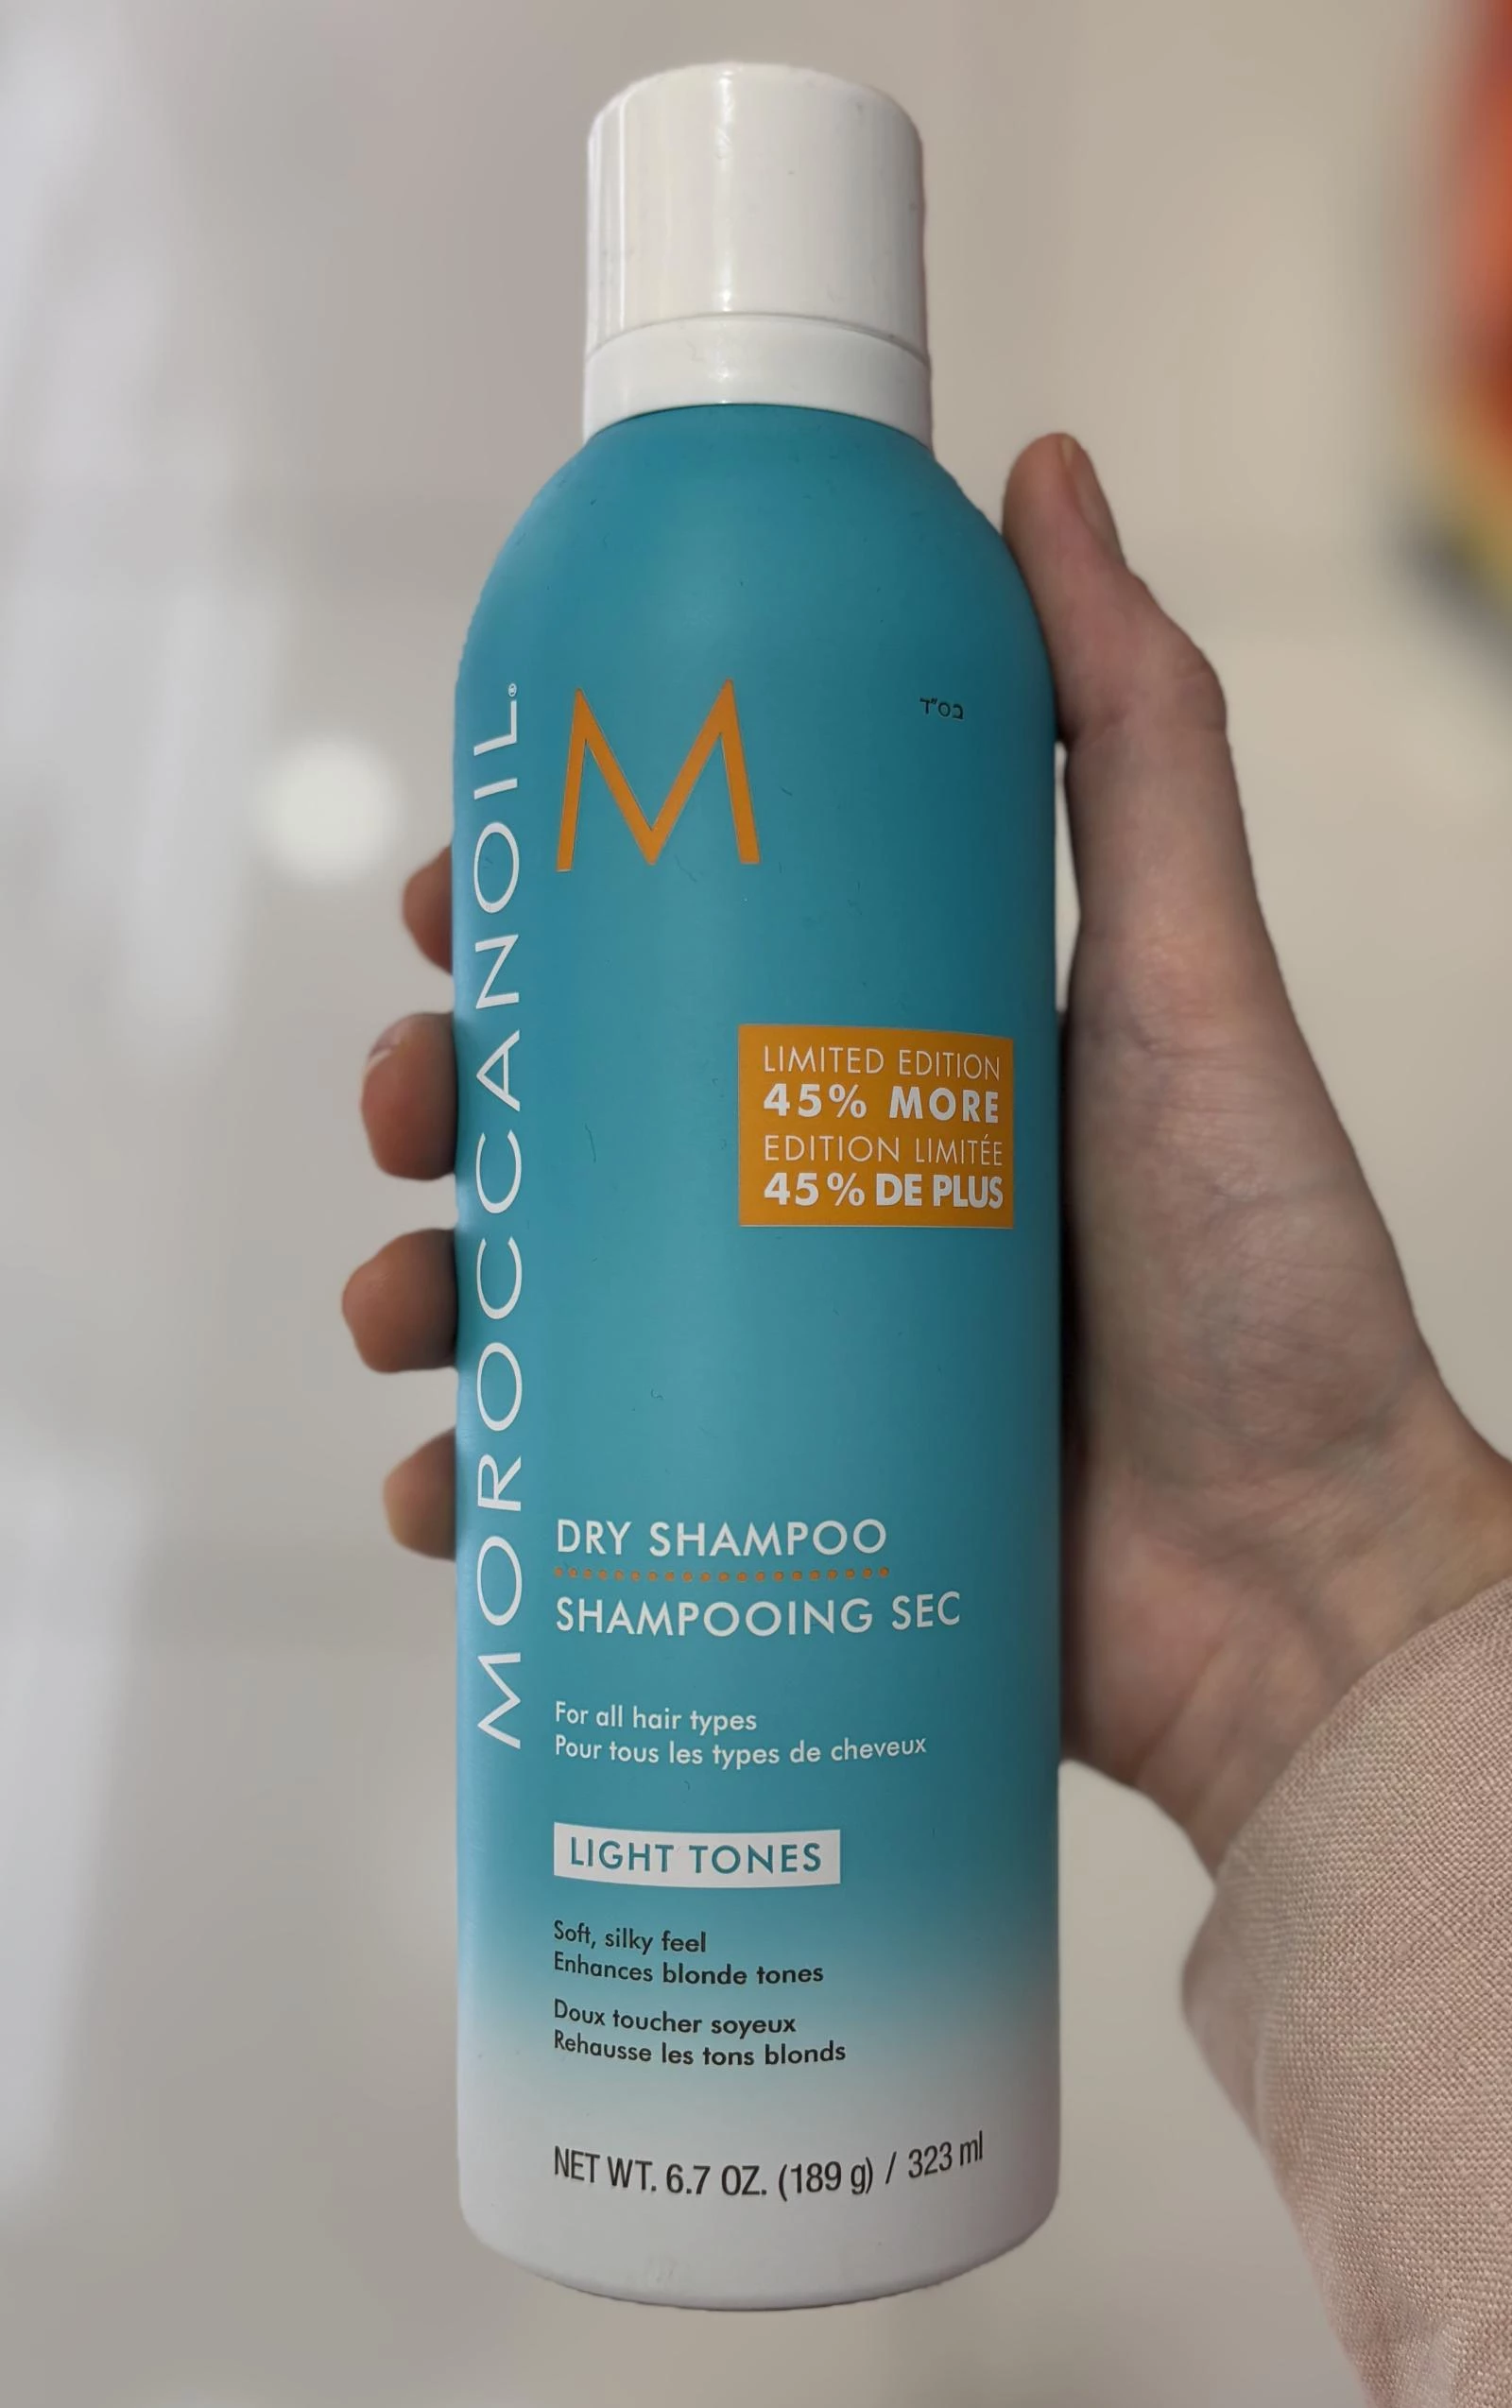 MOROCCANOIL®
M
בס"ד
LIMITED EDITION
45% MORE
EDITION LIMITÉE
45% DE PLUS
DRY SHAMPOO
SHAMPOOING SEC
For all hair types
Pour tous les types de cheveux
LIGHT TONES
Soft, silky feel
Enhances blonde tones
Doux toucher soyeux
Rehausse les tons blonds
NET WT. 6.7 OZ. (189 g) / 323 ml